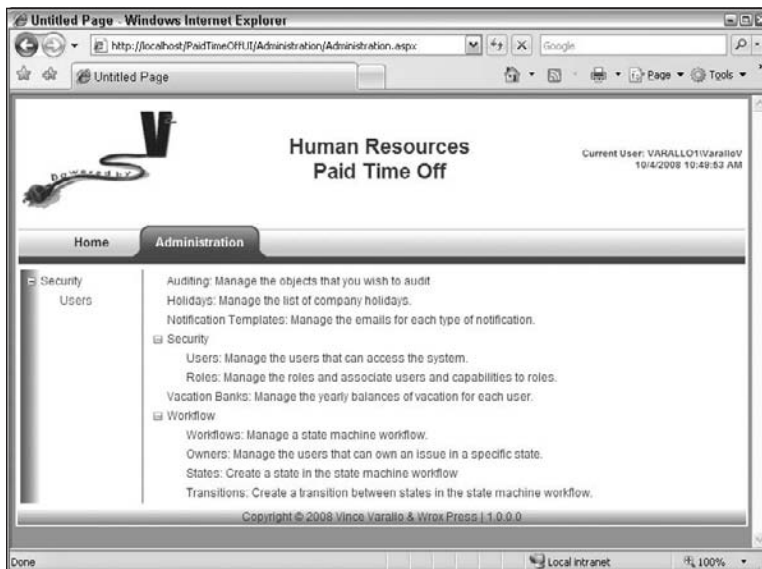 Untitled Page - Windows Internet Explorer
http://localhost/PaidTimeOffUI/Administration/Administration.aspx
Google
Untitled Page
Page
Tools
Powered by V
Human Resources
Paid Time Off
Current User: VARALLO1\VaralloV
10/4/2008 10:49:53 AM
Home
Administration
Security
Users
Auditing: Manage the objects that you wish to audit
Holidays: Manage the list of company holidays.
Notification Templates: Manage the emails for each type of notification.
Security
Users: Manage the users that can access the system.
Roles: Manage the roles and associate users and capabilities to roles.
Vacation Banks: Manage the yearly balances of vacation for each user.
Workflow
Workflows: Manage a state machine workflow.
Owners: Manage the users that can own an issue in a specific state.
States: Create a state in the state machine workflow
Transitions: Create a transition between states in the state machine workflow.
Copyright © 2008 Vince Varallo & Wrox Press | 1.0.0.0
Done
Local intranet
100%